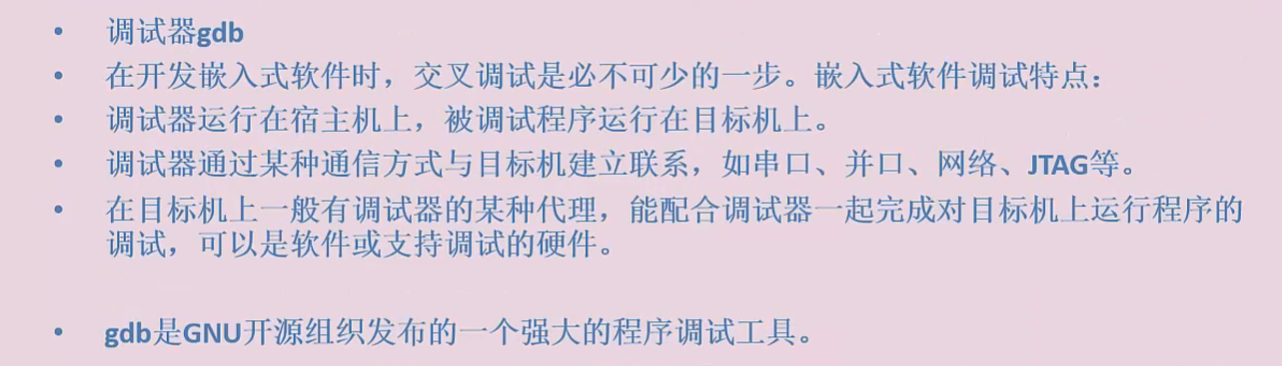 • 调试器gdb
• 在开发嵌入式软件时，交叉调试是必不可少的一步。嵌入式软件调试特点：
• 调试器运行在宿主机上，被调试程序运行在目标机上。
• 调试器通过某种通信方式与目标机建立联系，如串口、并口、网络、JTAG等。
• 在目标机上一般有调试器的某种代理，能配合调试器一起完成对目标机上运行程序的
调试，可以是软件或支持调试的硬件。
• gdb是GNU开源组织发布的一个强大的程序调试工具。